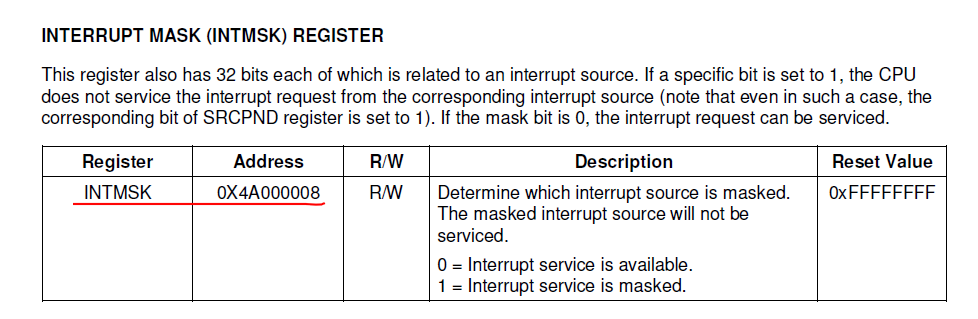 INTERRUPT MASK (INTMSK) REGISTER
This register also has 32 bits each of which is related to an interrupt source. If a specific bit is set to 1, the CPU
does not service the interrupt request from the corresponding interrupt source (note that even in such a case, the
corresponding bit of SRCPND register is set to 1). If the mask bit is 0, the interrupt request can be serviced.
Register Address R/W Description Reset Value
INTMSK 0X4A000008 R/W Determine which interrupt source is masked. 0xFFFFFFFF
The masked interrupt source will not be
serviced.
0 = Interrupt service is available.
1 = Interrupt service is masked.